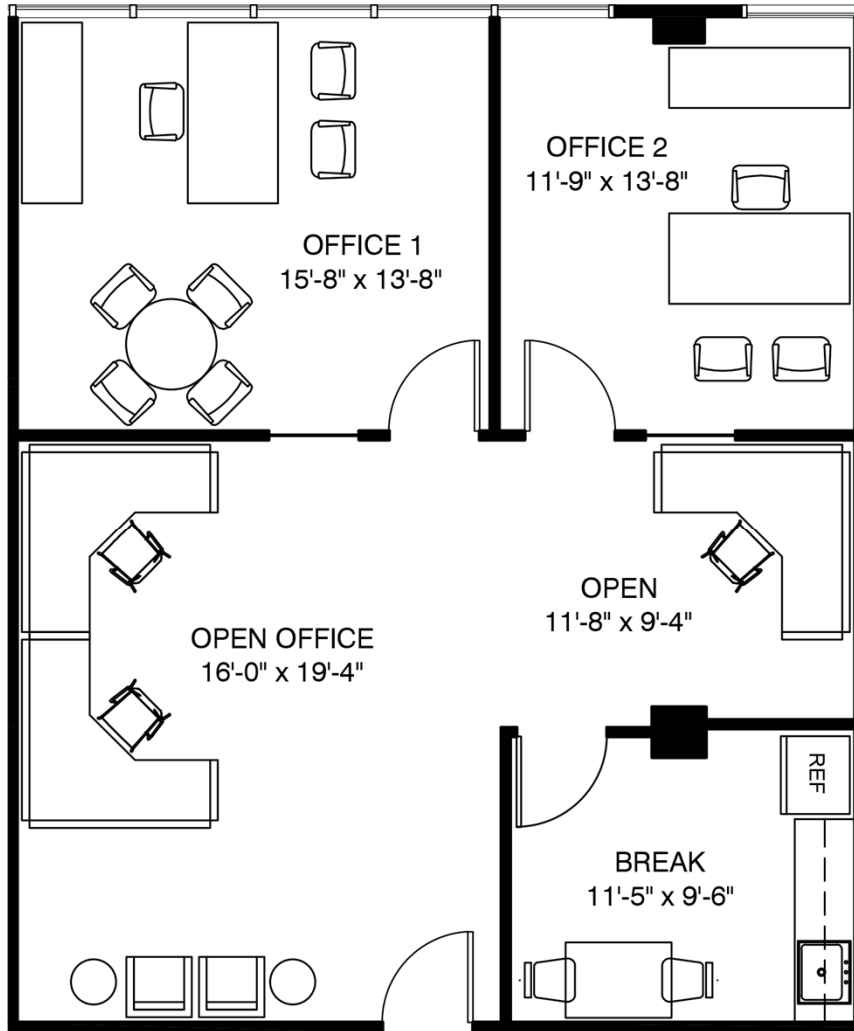 OFFICE 2
11'-9" x 13'-8"
OFFICE 1
15'-8" x 13'-8"
OPEN
11'-8" x 9'-4"
OPEN OFFICE
16'-0" x 19'-4"
REF
BREAK
11'-5" x 9'-6"